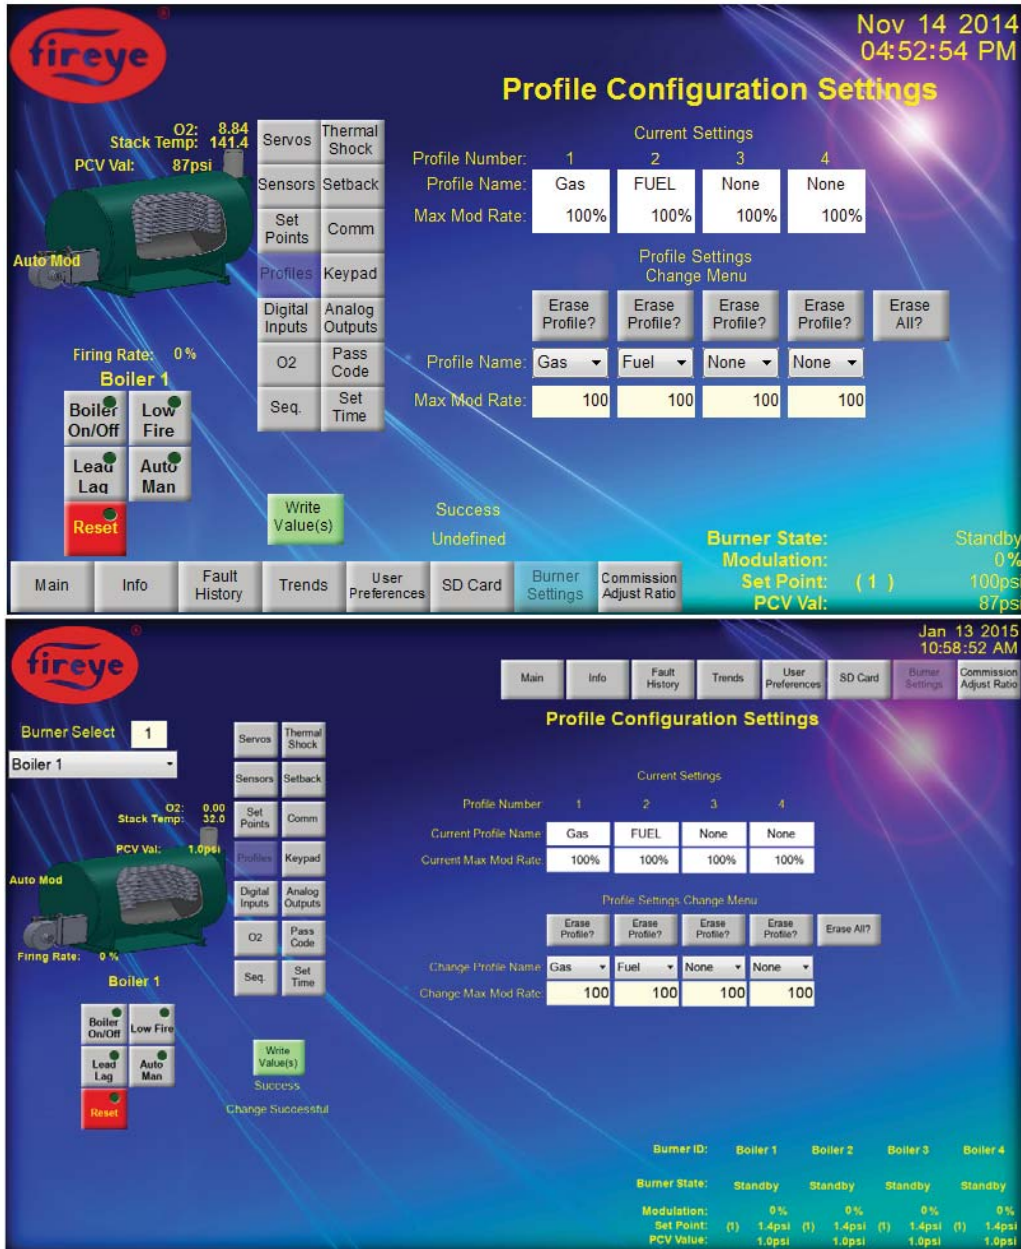 fireye
®
Nov 14 2014
04:52:54 PM
Profile Configuration Settings
O2: 8.84
Stack Temp: 141.4
PCV Val: 87psi
Auto Mod
Firing Rate: 0%
Boiler 1
Boiler On/Off
Low Fire
Lead Lag
Auto Man
Reset
Servos
Thermal Shock
Sensors
Setback
Set Points
Comm
Profiles
Keypad
Digital Inputs
Analog Outputs
O2
Pass Code
Seq.
Set Time
Write Value(s)
Current Settings
Profile Number: 1 2 3 4
Profile Name: Gas FUEL None None
Max Mod Rate: 100% 100% 100% 100%
Profile Settings
Change Menu
Erase Profile? Erase Profile? Erase Profile? Erase Profile? Erase All?
Profile Name: Gas Fuel None None
Max Mod Rate: 100 100 100 100
Success
Undefined
Burner State: Standby
Modulation: 0%
Set Point: ( 1 ) 100psi
PCV Val: 87psi
Main
Info
Fault History
Trends
User Preferences
SD Card
Burner Settings
Commission Adjust Ratio
fireye
®
Jan 13 2015
10:58:52 AM
Main
Info
Fault History
Trends
User Preferences
SD Card
Burner Settings
Commission Adjust Ratio
Profile Configuration Settings
Burner Select 1
Boiler 1
O2: 0.00
Stack Temp: 32.0
PCV Val: 1.0psi
Auto Mod
Firing Rate: 0 %
Boiler 1
Boiler On/Off
Low Fire
Lead Lag
Auto Man
Reset
Servos
Thermal Shock
Sensors
Setback
Set Points
Comm
Profiles
Keypad
Digital Inputs
Analog Outputs
O2
Pass Code
Seq.
Set Time
Write Value(s)
Success
Change Successful
Current Settings
Profile Number 1 2 3 4
Current Profile Name: Gas FUEL None None
Current Max Mod Rate: 100% 100% 100% 100%
Profile Settings Change Menu
Erase Profile? Erase Profile? Erase Profile? Erase Profile? Erase All?
Change Profile Name: Gas Fuel None None
Change Max Mod Rate: 100 100 100 100
Burner ID: Boiler 1 Boiler 2 Boiler 3 Boiler 4
Burner State: Standby Standby Standby Standby
Modulation: 0% 0% 0% 0%
Set Point: (1) 1.4psi (1) 1.4psi (1) 1.4psi (1) 1.4psi
PCV Value: 1.0psi 1.0psi 1.0psi 1.0psi